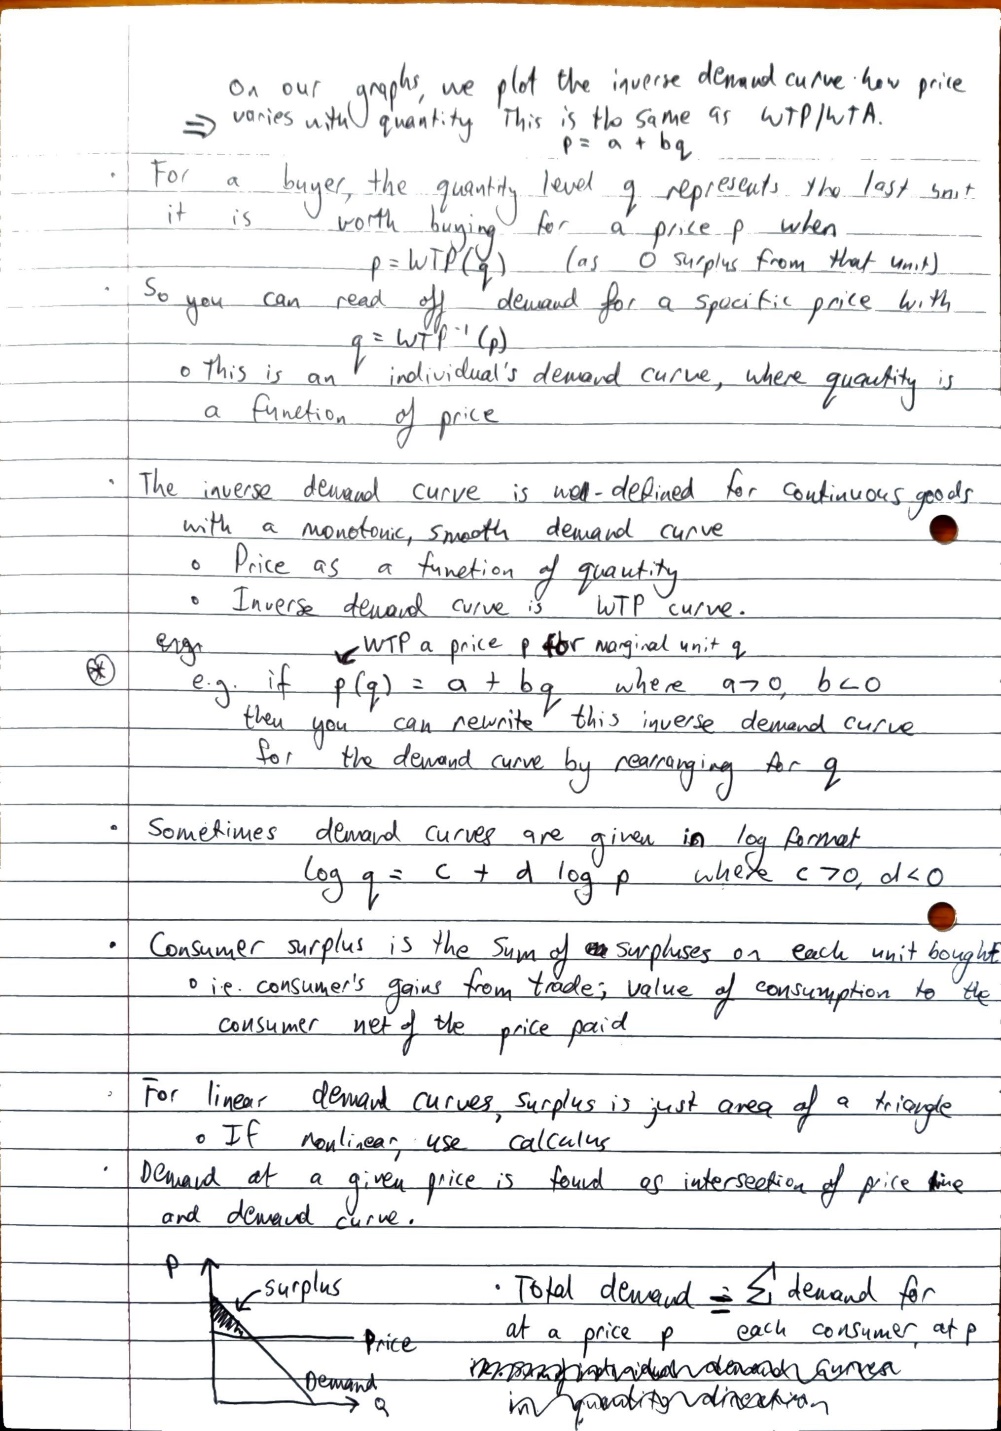 On our graphs, we plot the inverse demand curve · how price
⇒ varies with quantity This is the same as WTP/WTA.
p = a + bq
· For a buyer, the quantity level q represents the last unit
it is worth buying for a price p when
p = WTP(q) (as 0 surplus from that unit)
· So you can read off demand for a specific price with
q = WTP⁻¹(p)
o This is an individual's demand curve, where quantity is
a function of price
· The inverse demand curve is well-defined for continuous goods
with a monotonic, smooth demand curve
o Price as a function of quantity
o Inverse demand curve is WTP curve.
WTP a price p for marginal unit q
⊛ e.g. if p(q) = a + bq where a>0, b<0
then you can rewrite this inverse demand curve
for the demand curve by rearranging for q
· Sometimes demand curves are given in log format
log q = c + d log p where c>0, d<0
· Consumer surplus is the sum of surpluses on each unit bought
o i.e. consumer's gains from trade; value of consumption to the
consumer net of the price paid
· For linear demand curves, surplus is just area of a triangle
o If nonlinear, use calculus
· Demand at a given price is found as intersection of price line
and demand curve.
P
surplus
Price
Demand
Q
· Total demand = Σ demand for
at a price p each consumer, at p
individual demand curves
in quantity direction